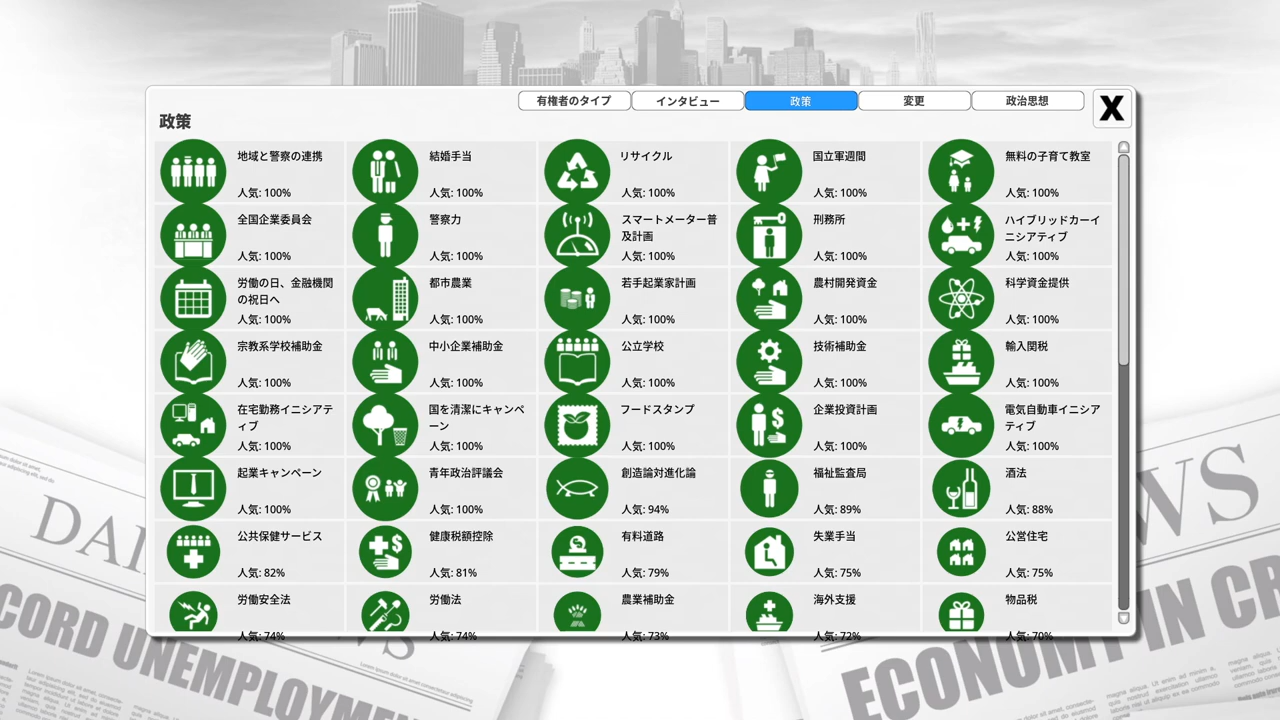 有権者のタイプ
インタビュー
政策
変更
政治思想
X
政策
地域と警察の連携
人気: 100%
結婚手当
人気: 100%
リサイクル
人気: 100%
国立軍週間
人気: 100%
無料の子育て教室
人気: 100%
全国企業委員会
人気: 100%
警察力
人気: 100%
スマートメーター普
及計画
人気: 100%
刑務所
人気: 100%
ハイブリッドカーイ
ニシアティブ
人気: 100%
労働の日、金融機関
の祝日へ
人気: 100%
都市農業
人気: 100%
若手起業家計画
人気: 100%
農村開発資金
人気: 100%
科学資金提供
人気: 100%
宗教系学校補助金
人気: 100%
中小企業補助金
人気: 100%
公立学校
人気: 100%
技術補助金
人気: 100%
輸入関税
人気: 100%
在宅勤務イニシアテ
ィブ
人気: 100%
国を清潔にキャンペ
ーン
人気: 100%
フードスタンプ
人気: 100%
企業投資計画
人気: 100%
電気自動車イニシア
ティブ
人気: 100%
起業キャンペーン
人気: 100%
青年政治評議会
人気: 100%
創造論対進化論
人気: 94%
福祉監査局
人気: 89%
酒法
人気: 88%
公共保健サービス
人気: 82%
健康税額控除
人気: 81%
有料道路
人気: 79%
失業手当
人気: 75%
公営住宅
人気: 75%
労働安全法
人気: 74%
労働法
人気: 74%
農業補助金
人気: 73%
海外支援
人気: 72%
物品税
人気: 70%
DAI
WS
CORD UNEMPLOYME
ECONOMY IN CR